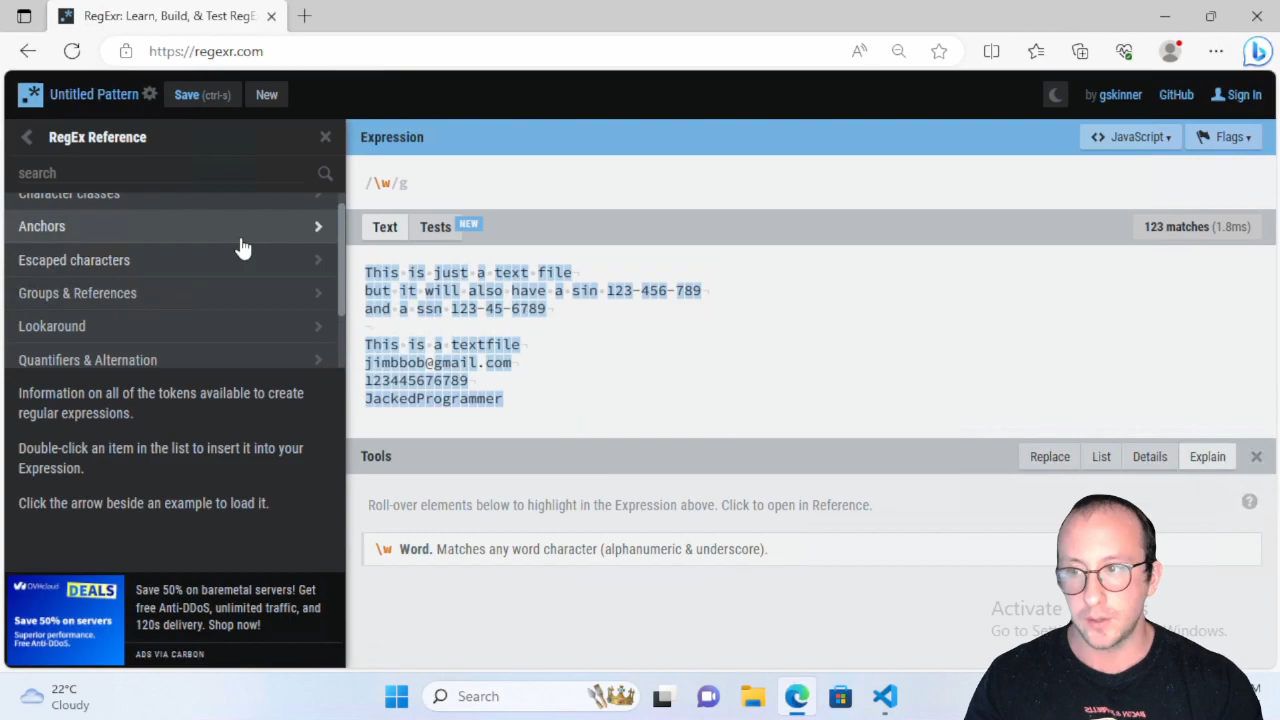 RegExr: Learn, Build, & Test RegE
https://regexr.com
Untitled Pattern
Save (ctrl-s)
New
by gskinner
GitHub
Sign In
RegEx Reference
search
Character classes
Anchors
Escaped characters
Groups & References
Lookaround
Quantifiers & Alternation
Information on all of the tokens available to create
regular expressions.
Double-click an item in the list to insert it into your
Expression.
Click the arrow beside an example to load it.
OVHcloud
DEALS
Save 50% on servers
Superior performance.
Free Anti-DDoS.
Save 50% on baremetal servers! Get
free Anti-DDoS, unlimited traffic, and
120s delivery. Shop now!
ADS VIA CARBON
Expression
JavaScript
Flags
/\w/g
Text
Tests
NEW
123 matches (1.8ms)
This is just a text file
but it will also have a sin 123-456-789
and a ssn 123-45-6789
This is a textfile
jimbbob@gmail.com
123445676789
JackedProgrammer
Tools
Replace
List
Details
Explain
Roll-over elements below to highlight in the Expression above. Click to open in Reference.
\w Word. Matches any word character (alphanumeric & underscore).
Activate
Go to
22°C
Cloudy
Search